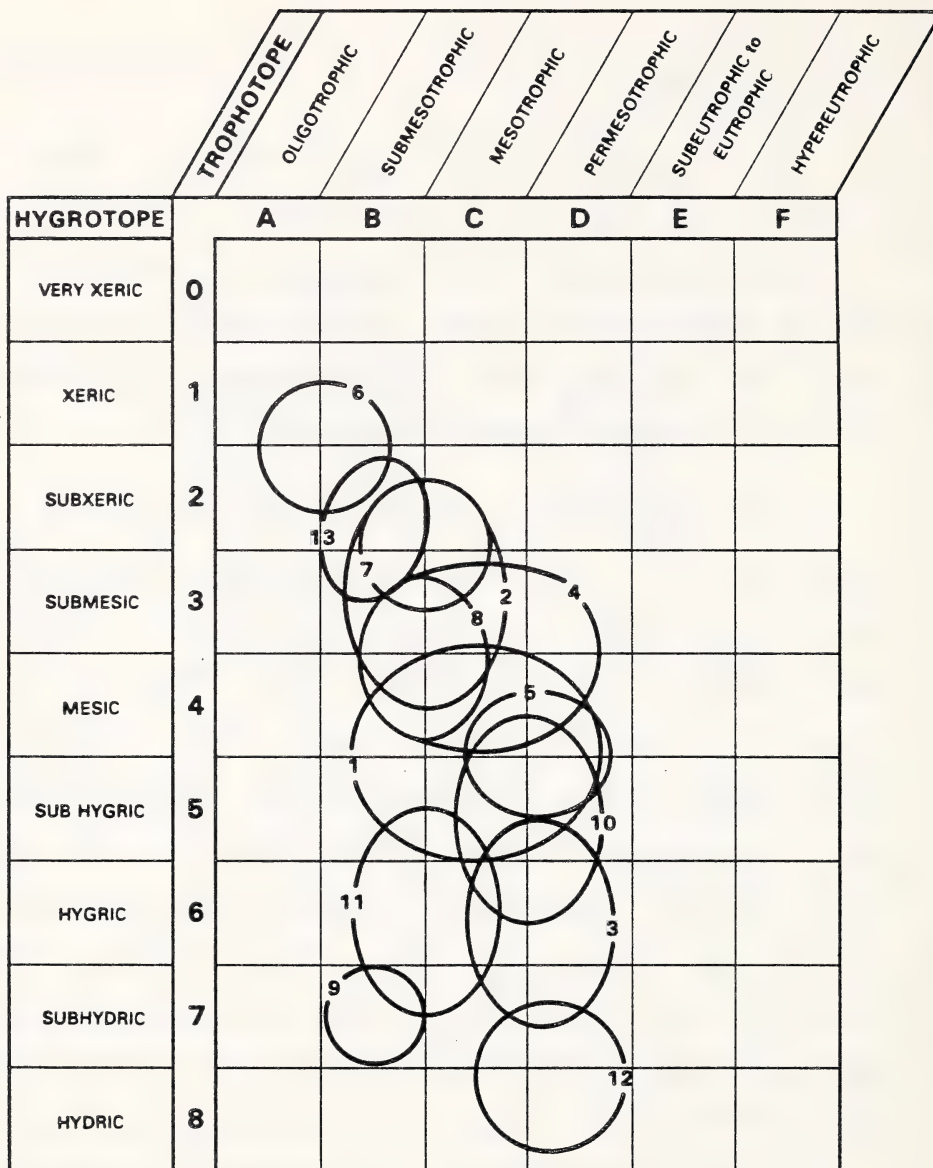 TROPHOTOPE
OLIGOTROPHIC
SUBMESOTROPHIC
MESOTROPHIC
PERMESOTROPHIC
SUBEUTROPHIC to
EUTROPHIC
HYPEREUTROPHIC
HYGROTOPE A B C D E F
VERY XERIC 0
XERIC 1
6
SUBXERIC 2
13
7
SUBMESIC 3
2
4
8
MESIC 4
5
1
SUB HYGRIC 5
10
HYGRIC 6
11
3
SUBHYDRIC 7
9
12
HYDRIC 8